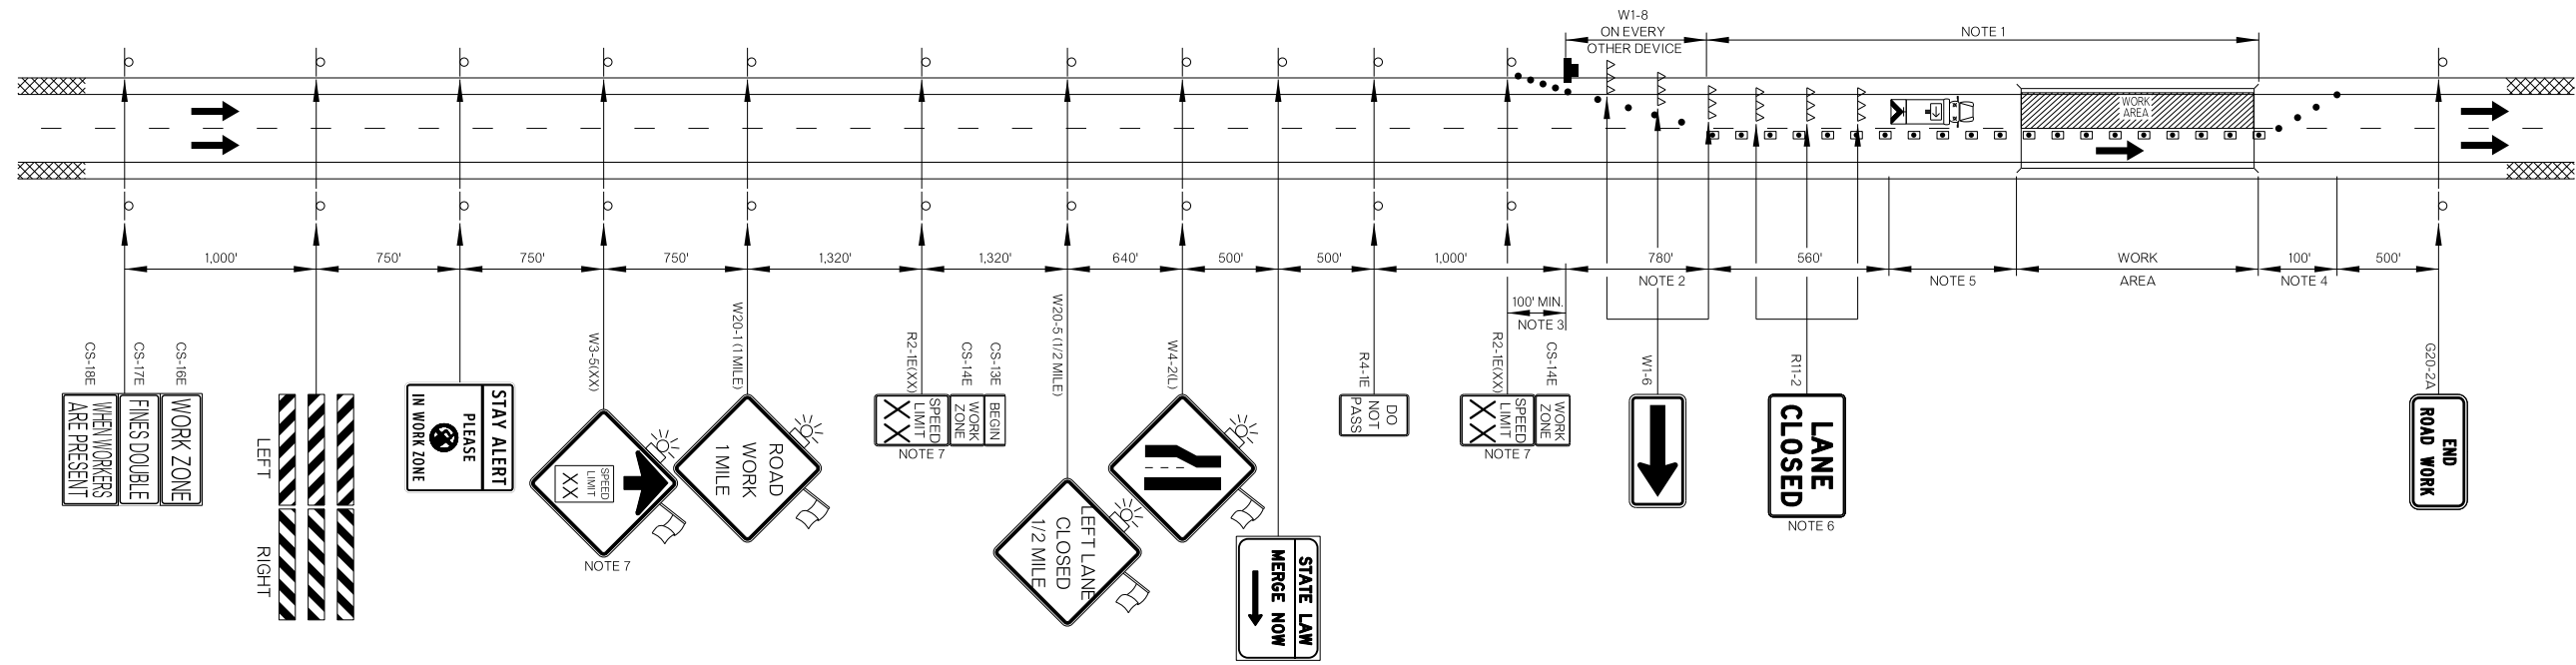 W1-8
ON EVERY
OTHER DEVICE
NOTE 1
WORK
AREA
1,000'
750'
750'
750'
1,320'
1,320'
640'
500'
500'
1,000'
780'
NOTE 2
560'
NOTE 5
WORK
AREA
100'
NOTE 4
500'
100' MIN.
NOTE 3
CS-18E
CS-17E
CS-16E
WORK ZONE
FINES DOUBLE
WHEN WORKERS
ARE PRESENT
LEFT
RIGHT
STAY ALERT
PLEASE
IN WORK ZONE
W3-5(XX)
SPEED
LIMIT
XX
NOTE 7
W20-1 (1 MILE)
ROAD
WORK
1 MILE
R2-1E(XX)
CS-14E
CS-13E
BEGIN
WORK
ZONE
SPEED
LIMIT
XX
NOTE 7
W20-5 (1/2 MILE)
LEFT LANE
CLOSED
1/2 MILE
W4-2(L)
STATE LAW
MERGE NOW
R4-1E
DO
NOT
PASS
R2-1E(XX)
CS-14E
WORK
ZONE
SPEED
LIMIT
XX
NOTE 7
W1-6
R11-2
LANE
CLOSED
NOTE 6
G20-2A
END
ROAD WORK